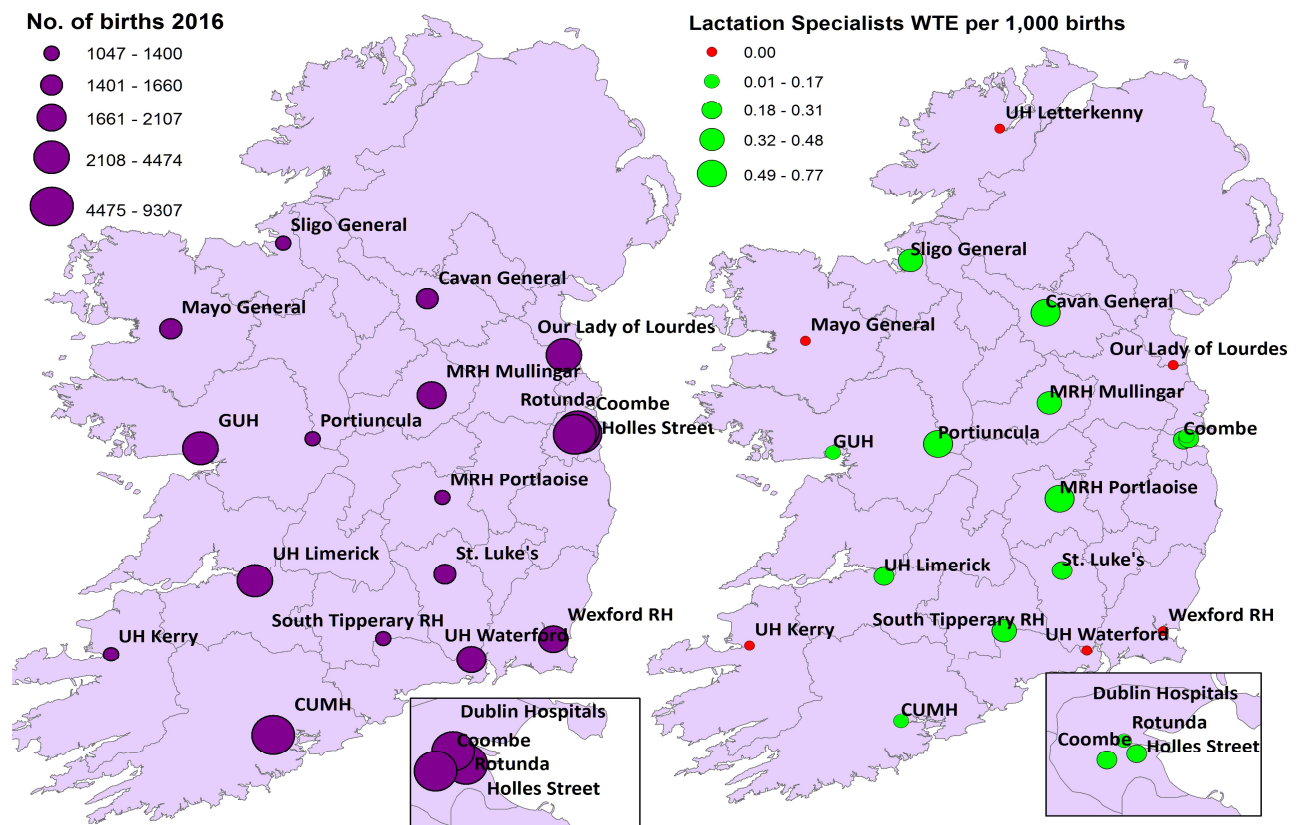 No. of births 2016
1047 - 1400
1401 - 1660
1661 - 2107
2108 - 4474
4475 - 9307
Sligo General
Cavan General
Mayo General
Our Lady of Lourdes
MRH Mullingar
Rotunda
Coombe
Holles Street
GUH
Portiuncula
MRH Portlaoise
UH Limerick
St. Luke's
South Tipperary RH
Wexford RH
UH Kerry
UH Waterford
CUMH
Dublin Hospitals
Coombe
Rotunda
Holles Street
Lactation Specialists WTE per 1,000 births
0.00
0.01 - 0.17
0.18 - 0.31
0.32 - 0.48
0.49 - 0.77
UH Letterkenny
Sligo General
Cavan General
Mayo General
Our Lady of Lourdes
MRH Mullingar
GUH
Portiuncula
Coombe
MRH Portlaoise
UH Limerick
St. Luke's
South Tipperary RH
Wexford RH
UH Kerry
UH Waterford
CUMH
Dublin Hospitals
Rotunda
Coombe
Holles Street